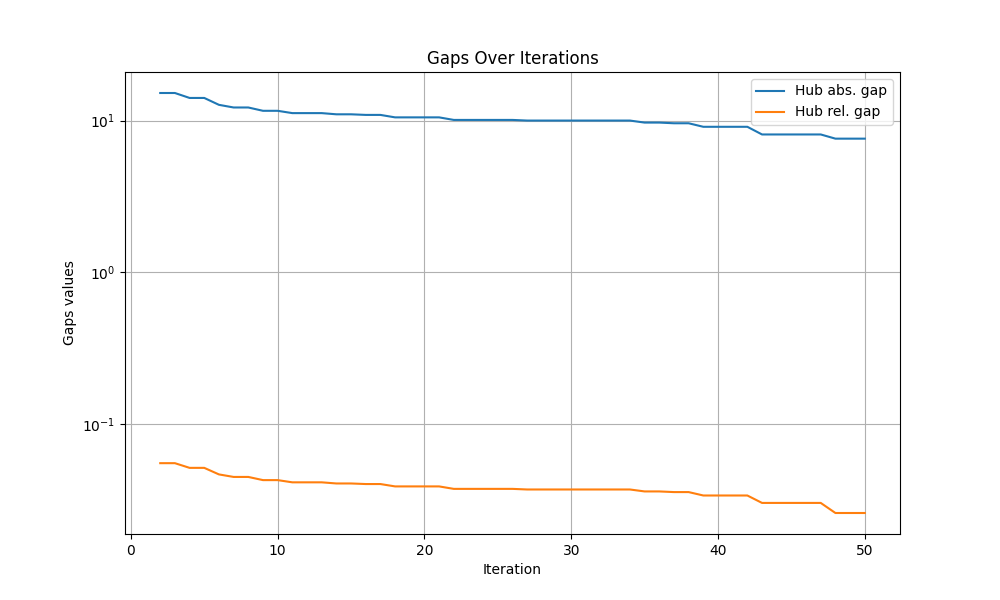 Gaps Over Iterations
Hub abs. gap
Hub rel. gap
Gaps values
10¹
10⁰
10⁻¹
0 10 20 30 40 50
Iteration